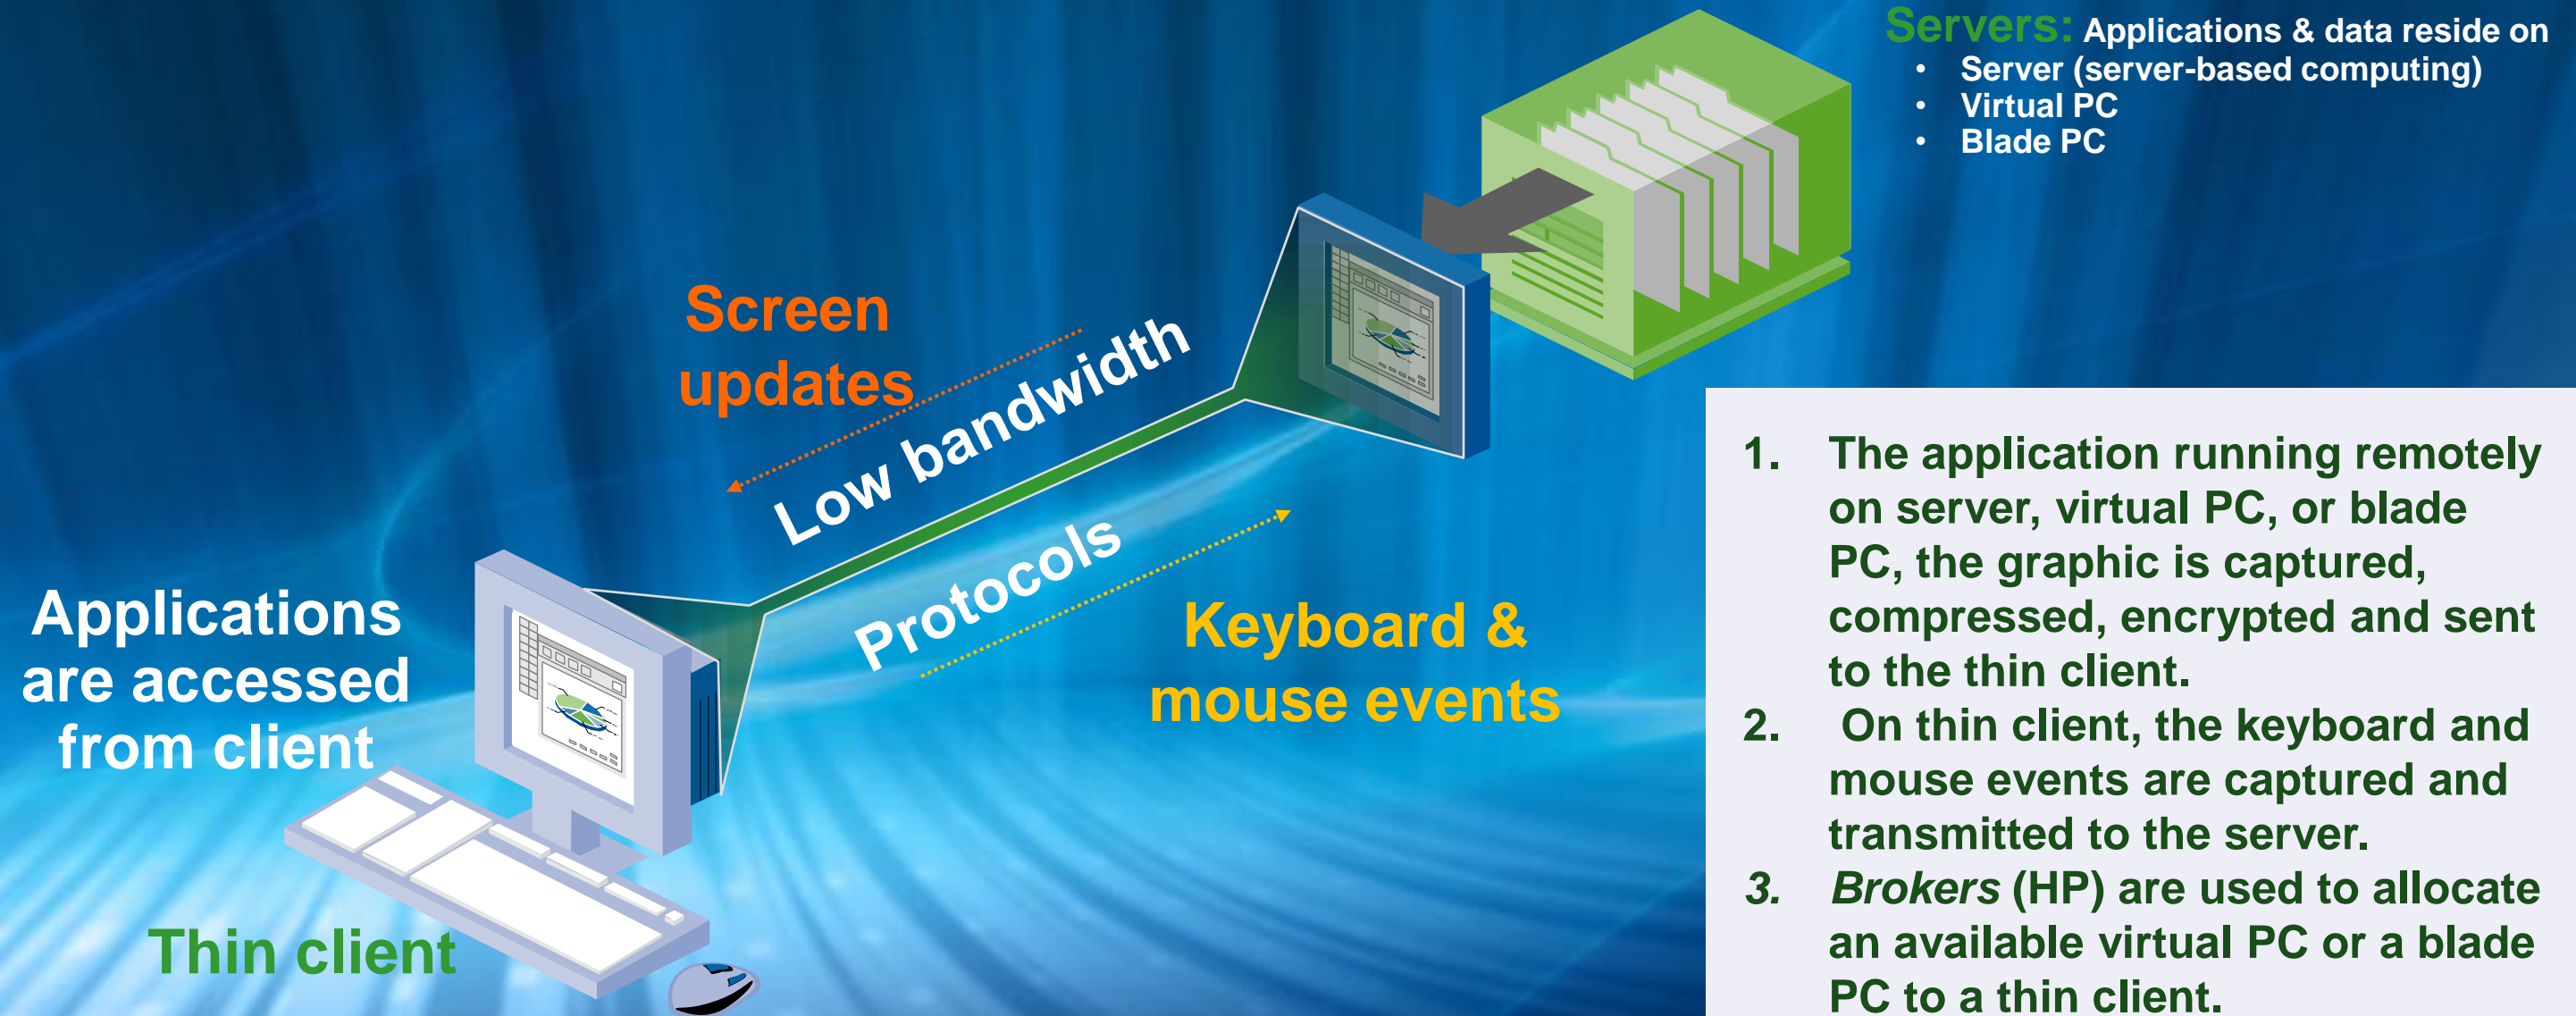 Servers: Applications & data reside on
• Server (server-based computing)
• Virtual PC
• Blade PC
Screen
updates
Low bandwidth
Protocols
Keyboard &
mouse events
Applications
are accessed
from client
Thin client
1. The application running remotely
on server, virtual PC, or blade
PC, the graphic is captured,
compressed, encrypted and sent
to the thin client.
2. On thin client, the keyboard and
mouse events are captured and
transmitted to the server.
3. Brokers (HP) are used to allocate
an available virtual PC or a blade
PC to a thin client.